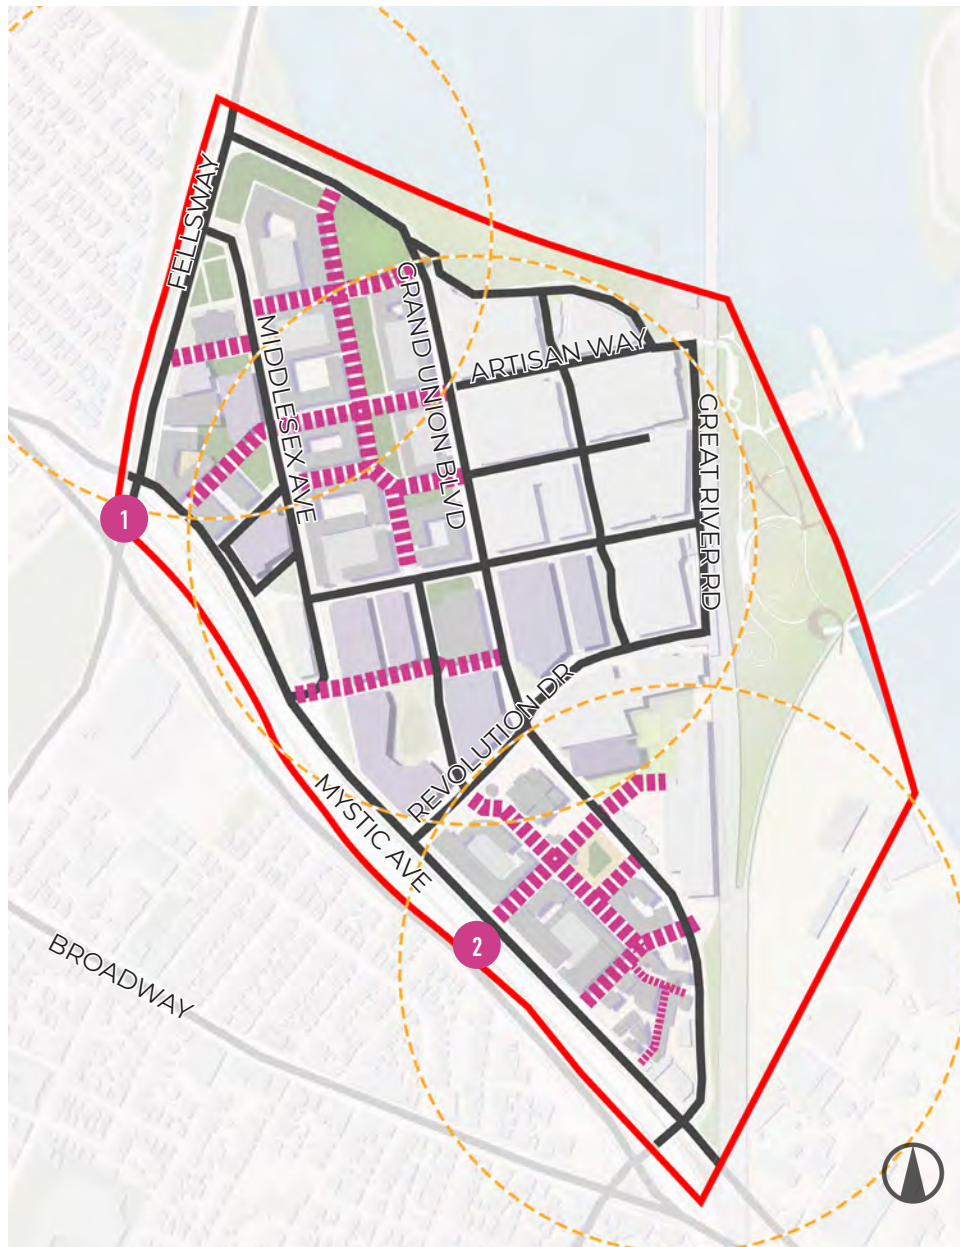 FELLSWAY
MIDDLESEX AVE
GRAND UNION BLVD
ARTISAN WAY
GREAT RIVER RD
1
REVOLUTION DR
MYSTIC AVE
2
BROADWAY